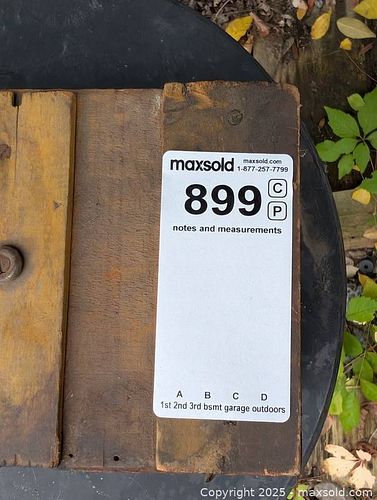 maxsold maxsold.com
1-877-257-7799
899 C
P
notes and measurements
A B C D
1st 2nd 3rd bsmt garage outdoors
Copyright © 2025 - maxsold.com